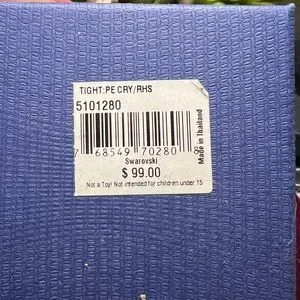 TIGHT:PE CRY/RHS
5101280
7 68549 70280 8
Swarovski
$ 99.00
Not a Toy! Not intended for children under 15
Made in Thailand